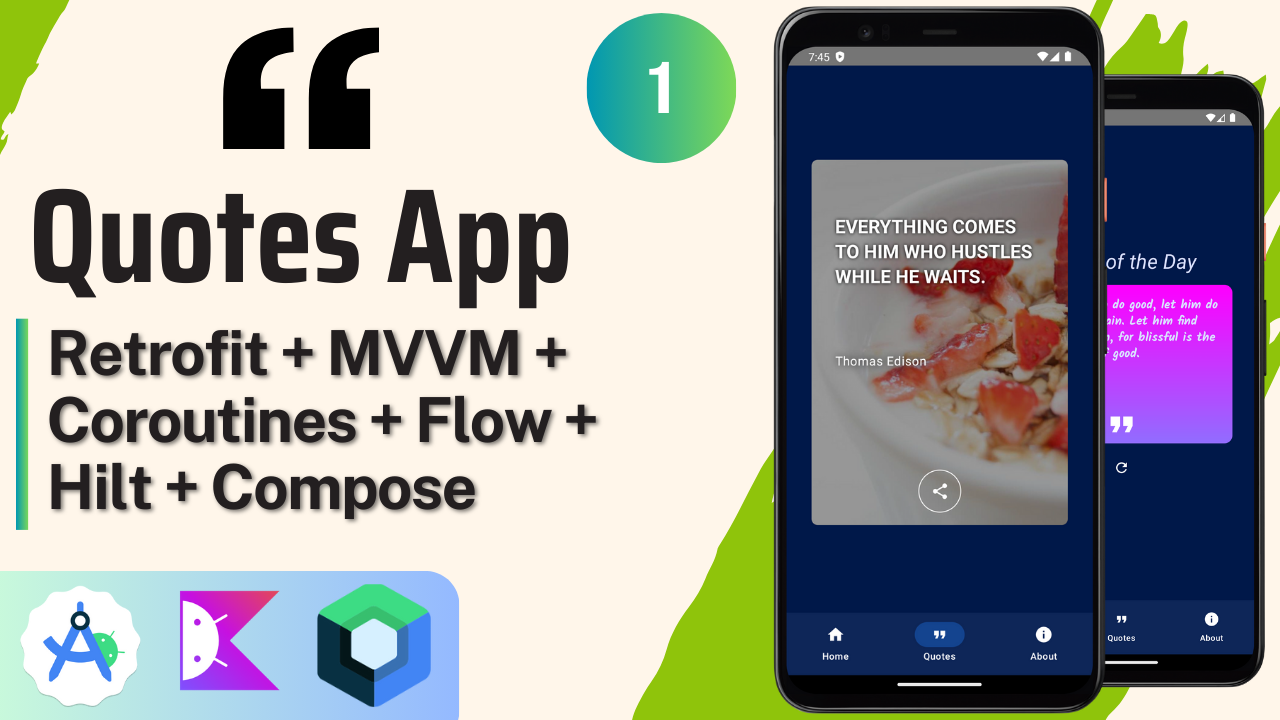 Quotes App
Retrofit + MVVM +
Coroutines + Flow +
Hilt + Compose
1
7:45
EVERYTHING COMES
TO HIM WHO HUSTLES
WHILE HE WAITS.
Thomas Edison
Home
Quotes
About
of the Day
do good, let him do
him find
for blissful is the
good.
Quotes
About